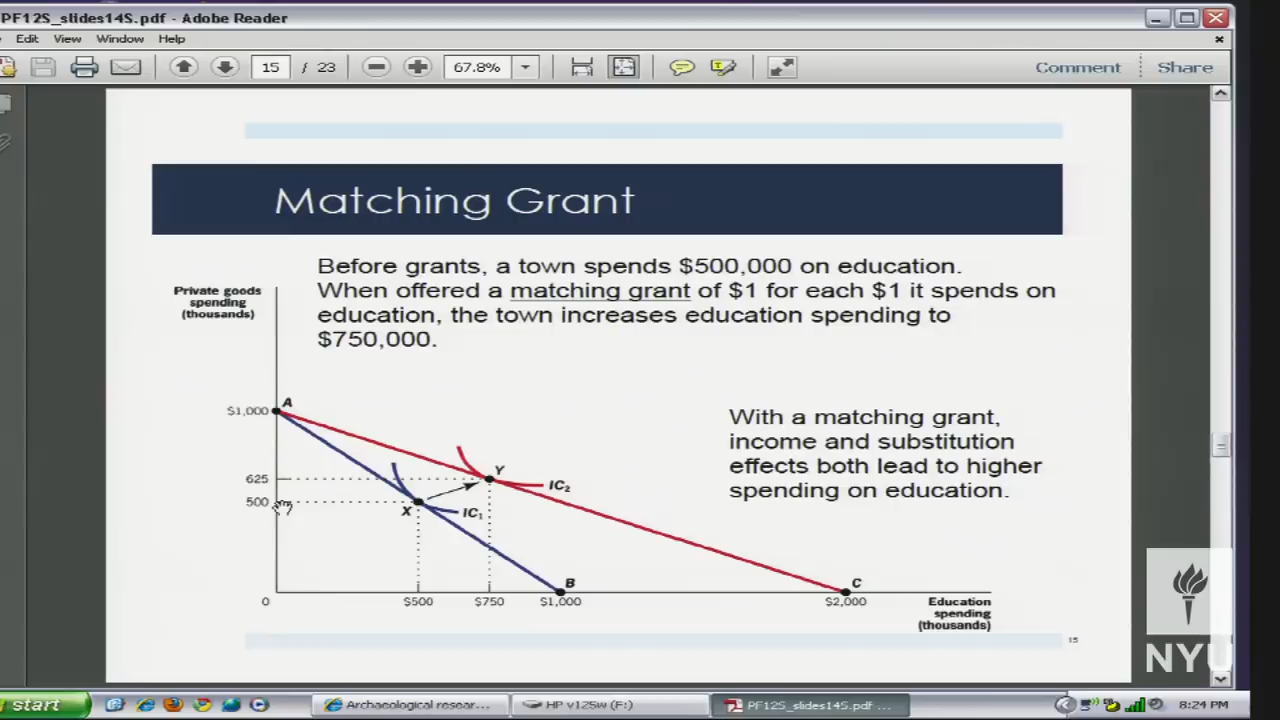 PF12S_slides14S.pdf - Adobe Reader
Edit View Window Help
15 / 23 67.8% Comment Share
Matching Grant
Before grants, a town spends $500,000 on education.
When offered a matching grant of $1 for each $1 it spends on
education, the town increases education spending to
$750,000.
Private goods
spending
(thousands)
$1,000
A
625
500
Y
IC2
X
IC1
With a matching grant,
income and substitution
effects both lead to higher
spending on education.
B
C
0
$500
$750
$1,000
$2,000
Education
spending
(thousands)
15
NYU
start
Archaeological resear...
HP v125w (F:)
PF12S_slides14S.pdf ...
8:24 PM